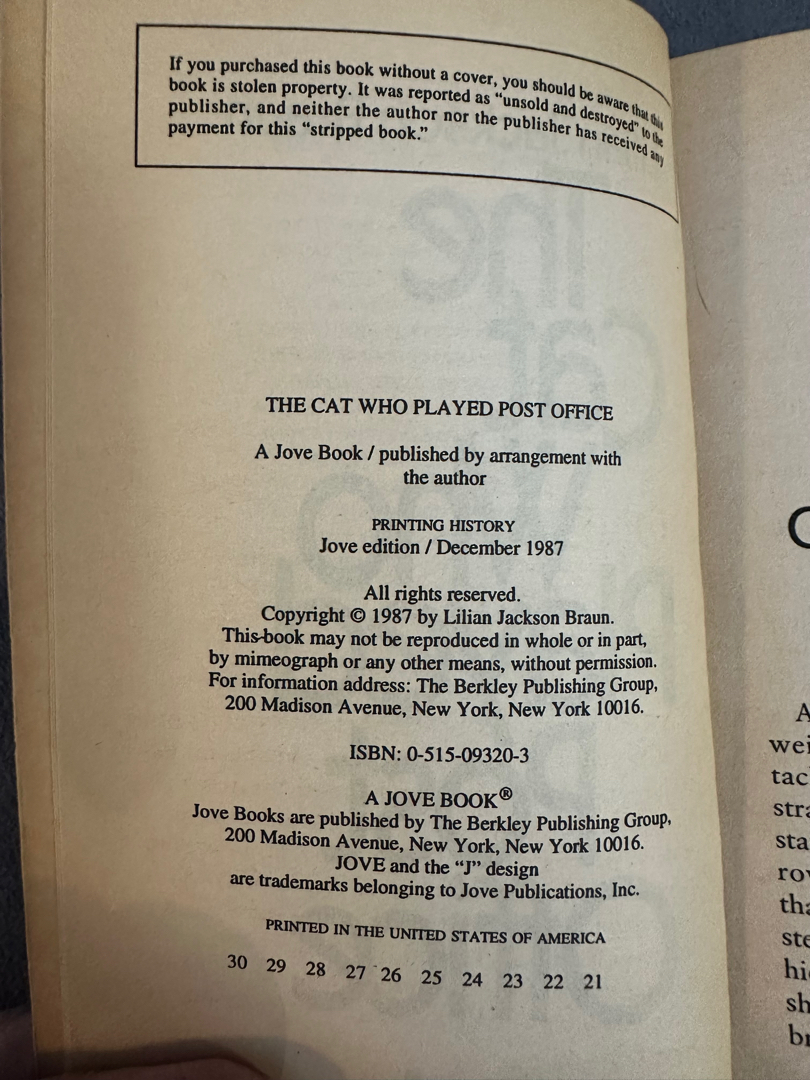 If you purchased this book without a cover, you should be aware that this
book is stolen property. It was reported as “unsold and destroyed” to the
publisher, and neither the author nor the publisher has received any
payment for this “stripped book.”
THE CAT WHO PLAYED POST OFFICE
A Jove Book / published by arrangement with
the author
PRINTING HISTORY
Jove edition / December 1987
All rights reserved.
Copyright © 1987 by Lilian Jackson Braun.
This book may not be reproduced in whole or in part,
by mimeograph or any other means, without permission.
For information address: The Berkley Publishing Group,
200 Madison Avenue, New York, New York 10016.
ISBN: 0-515-09320-3
A JOVE BOOK®
Jove Books are published by The Berkley Publishing Group,
200 Madison Avenue, New York, New York 10016.
JOVE and the “J” design
are trademarks belonging to Jove Publications, Inc.
PRINTED IN THE UNITED STATES OF AMERICA
30 29 28 27 26 25 24 23 22 21